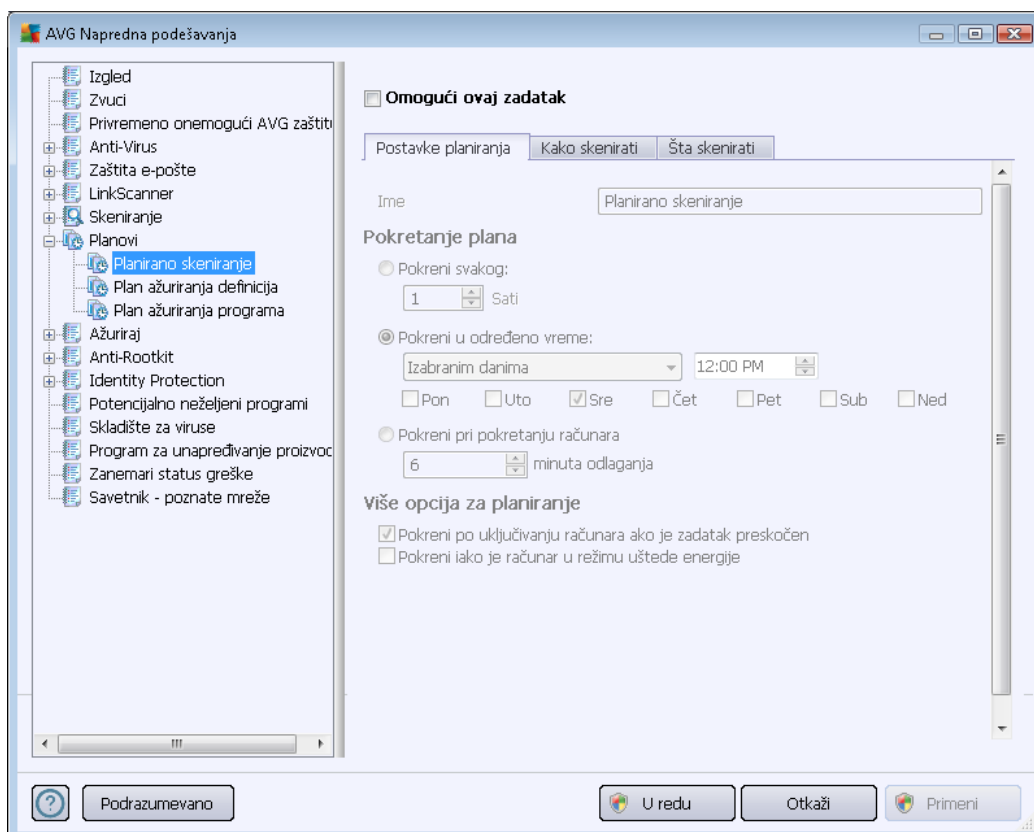 AVG Napredna podešavanja
Izgled
Zvuci
Privremeno onemogući AVG zaštitu
Anti-Virus
Zaštita e-pošte
LinkScanner
Skeniranje
Planovi
Planirano skeniranje
Plan ažuriranja definicija
Plan ažuriranja programa
Ažuriraj
Anti-Rootkit
Identity Protection
Potencijalno neželjeni programi
Skladište za viruse
Program za unapređivanje proizvoc
Zanemari status greške
Savetnik - poznate mreže
Omogući ovaj zadatak
Postavke planiranja Kako skenirati Šta skenirati
Ime Planirano skeniranje
Pokretanje plana
Pokreni svakog:
1 Sati
Pokreni u određeno vreme:
Izabranim danima 12:00 PM
Pon Uto Sre Čet Pet Sub Ned
Pokreni pri pokretanju računara
6 minuta odlaganja
Više opcija za planiranje
Pokreni po uključivanju računara ako je zadatak preskočen
Pokreni iako je računar u režimu uštede energije
? Podrazumevano U redu Otkaži Primeni